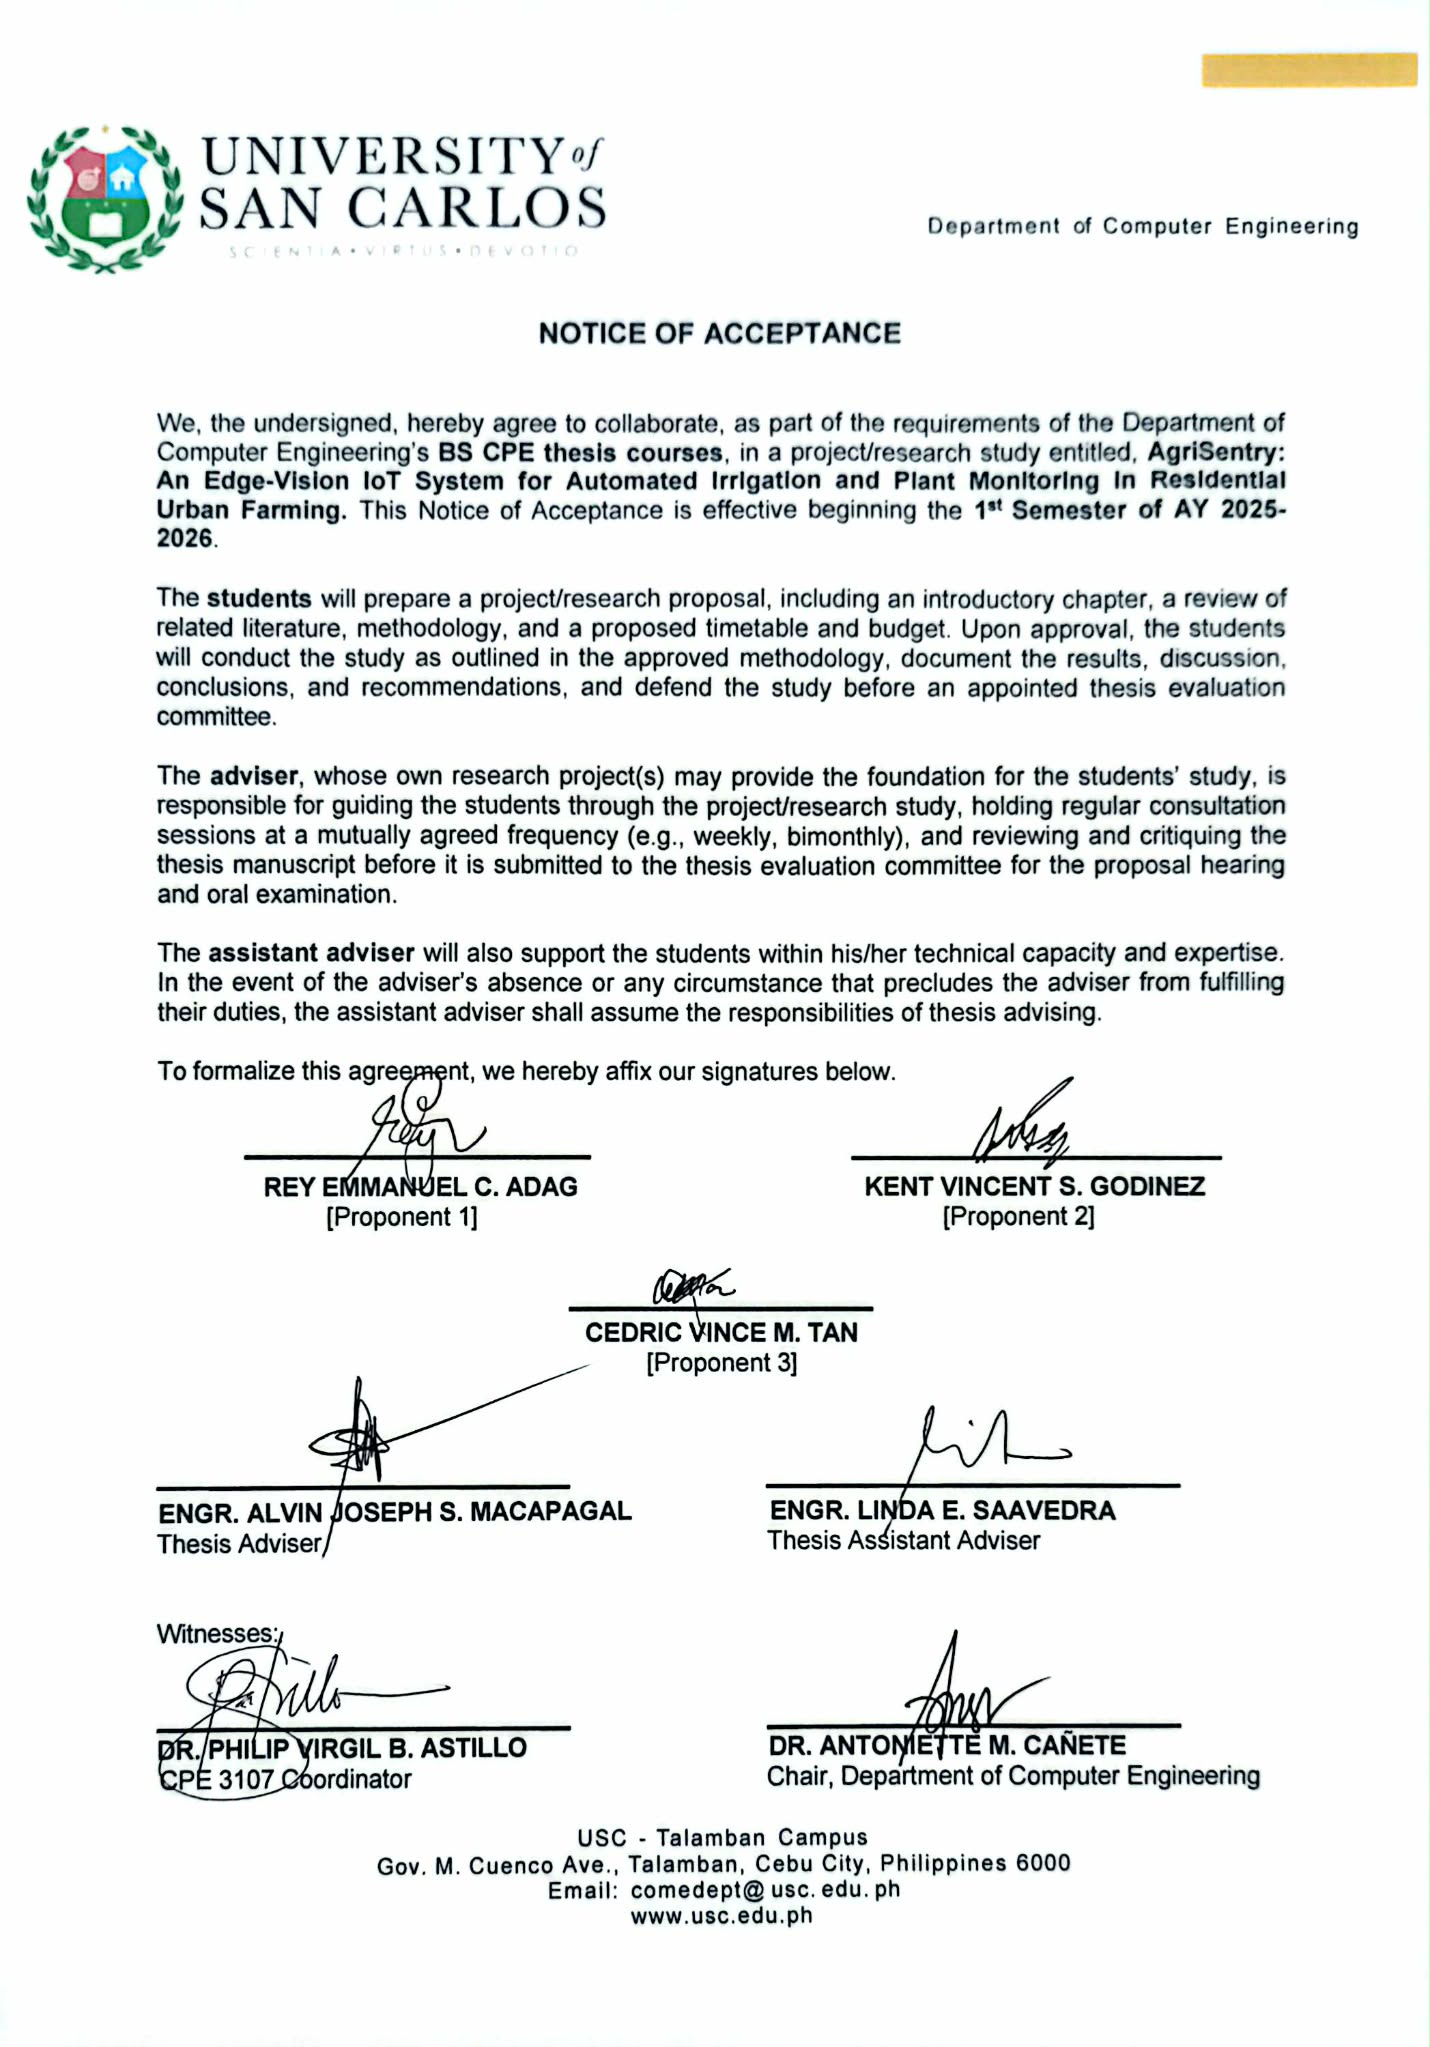 UNIVERSITY of
SAN CARLOS
SCIENTIA • VIRTUS • DEVOTIO
Department of Computer Engineering
NOTICE OF ACCEPTANCE
We, the undersigned, hereby agree to collaborate, as part of the requirements of the Department of
Computer Engineering's BS CPE thesis courses, in a project/research study entitled, AgriSentry:
An Edge-Vision IoT System for Automated Irrigation and Plant Monitoring in Residential
Urban Farming. This Notice of Acceptance is effective beginning the 1st Semester of AY 2025-
2026.
The students will prepare a project/research proposal, including an introductory chapter, a review of
related literature, methodology, and a proposed timetable and budget. Upon approval, the students
will conduct the study as outlined in the approved methodology, document the results, discussion,
conclusions, and recommendations, and defend the study before an appointed thesis evaluation
committee.
The adviser, whose own research project(s) may provide the foundation for the students' study, is
responsible for guiding the students through the project/research study, holding regular consultation
sessions at a mutually agreed frequency (e.g., weekly, bimonthly), and reviewing and critiquing the
thesis manuscript before it is submitted to the thesis evaluation committee for the proposal hearing
and oral examination.
The assistant adviser will also support the students within his/her technical capacity and expertise.
In the event of the adviser's absence or any circumstance that precludes the adviser from fulfilling
their duties, the assistant adviser shall assume the responsibilities of thesis advising.
To formalize this agreement, we hereby affix our signatures below.
REY EMMANUEL C. ADAG
[Proponent 1]
KENT VINCENT S. GODINEZ
[Proponent 2]
CEDRIC VINCE M. TAN
[Proponent 3]
ENGR. ALVIN JOSEPH S. MACAPAGAL
Thesis Adviser
ENGR. LINDA E. SAAVEDRA
Thesis Assistant Adviser
Witnesses:
DR. PHILIP VIRGIL B. ASTILLO
CPE 3107 Coordinator
DR. ANTONIETTE M. CAÑETE
Chair, Department of Computer Engineering
USC - Talamban Campus
Gov. M. Cuenco Ave., Talamban, Cebu City, Philippines 6000
Email: comedept@usc.edu.ph
www.usc.edu.ph